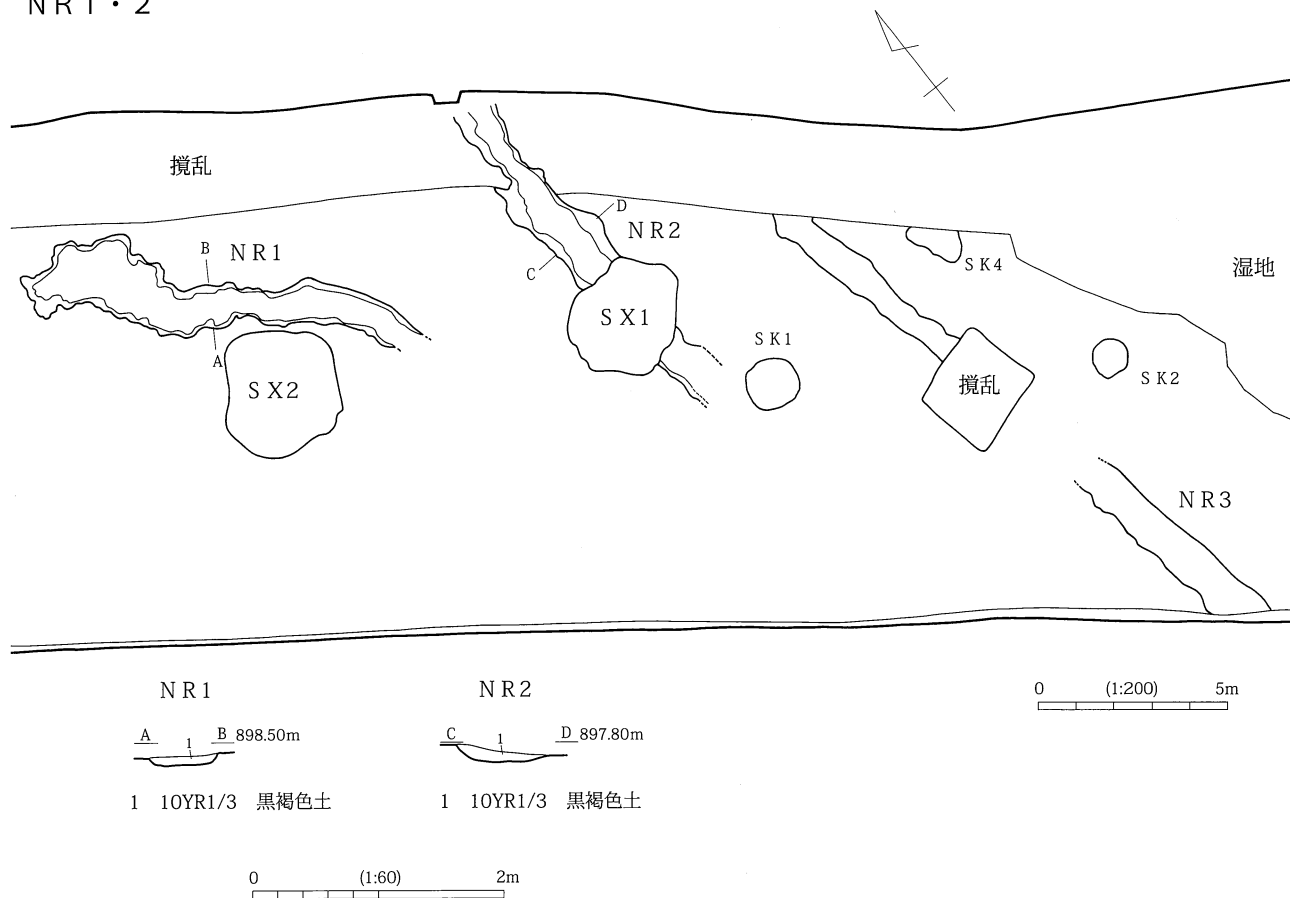 NR1・2
撹乱
D
NR2
B
NR1
C
SK4
湿地
SX1
SK1
A
SX2
撹乱
SK2
NR3
NR1
NR2
0 (1:200) 5m
A 1 B 898.50m
C 1 D 897.80m
1 10YR1/3 黒褐色土
1 10YR1/3 黒褐色土
0 (1:60) 2m